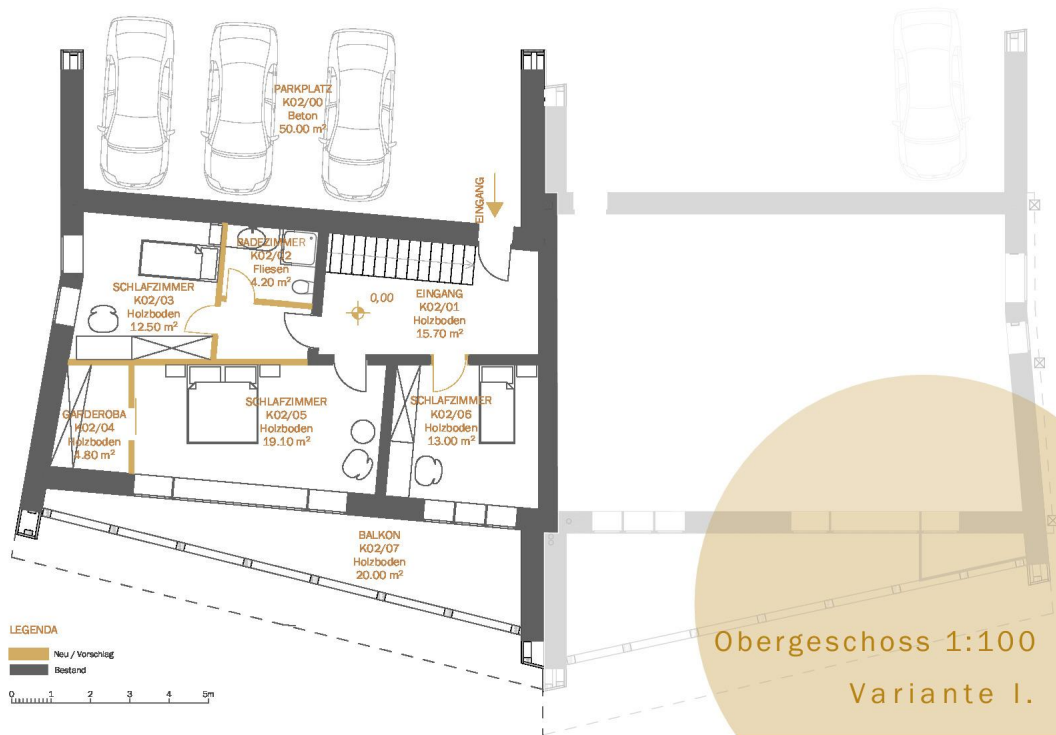 PARKPLATZ
K02/00
Beton
50.00 m²
EINGANG
BADEZIMMER
K02/02
Fliesen
4.20 m²
SCHLAFZIMMER
K02/03
Holzboden
12.50 m²
0,00
EINGANG
K02/01
Holzboden
15.70 m²
GARDEROBA
K02/04
Holzboden
4.80 m²
SCHLAFZIMMER
K02/05
Holzboden
19.10 m²
SCHLAFZIMMER
K02/06
Holzboden
13.00 m²
BALKON
K02/07
Holzboden
20.00 m²
LEGENDA
Neu / Vorschlag
Bestand
0 1 2 3 4 5m
Obergeschoss 1:100
Variante I.